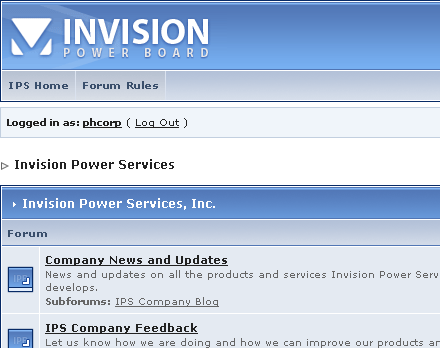 INVISION
POWER BOARD
IPS Home Forum Rules
Logged in as: phcorp ( Log Out )
Invision Power Services
Invision Power Services, Inc.
Forum
Company News and Updates
News and updates on all the products and services Invision Power Serv
develops.
Subforums: IPS Company Blog
IPS Company Feedback
Let us know how we are doing and how we can improve our products a